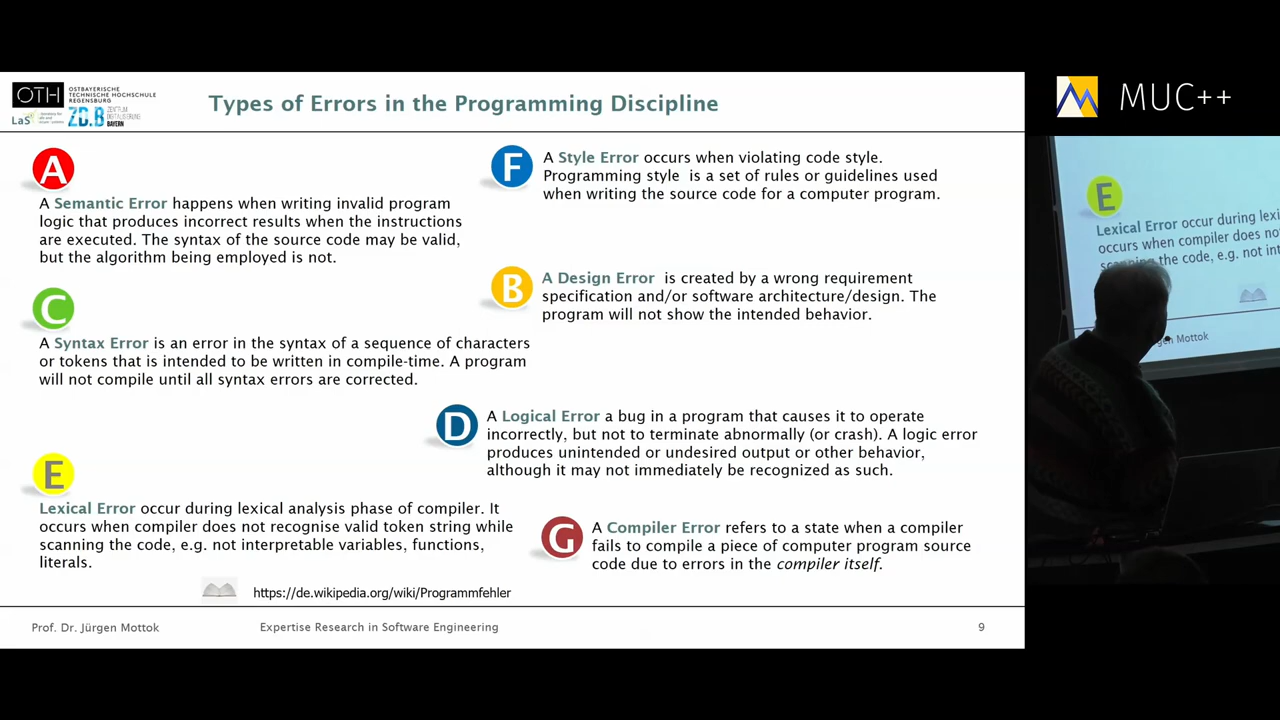 OTH
OSTBAYERISCHE
TECHNISCHE HOCHSCHULE
REGENSBURG
LaS³
ZD.B
ZENTRUM
DIGITALISIERUNG
BAYERN
Types of Errors in the Programming Discipline
A
A Semantic Error happens when writing invalid program
logic that produces incorrect results when the instructions
are executed. The syntax of the source code may be valid,
but the algorithm being employed is not.
C
A Syntax Error is an error in the syntax of a sequence of characters
or tokens that is intended to be written in compile-time. A program
will not compile until all syntax errors are corrected.
E
Lexical Error occur during lexical analysis phase of compiler. It
occurs when compiler does not recognise valid token string while
scanning the code, e.g. not interpretable variables, functions,
literals.
F
A Style Error occurs when violating code style.
Programming style is a set of rules or guidelines used
when writing the source code for a computer program.
B
A Design Error is created by a wrong requirement
specification and/or software architecture/design. The
program will not show the intended behavior.
D
A Logical Error a bug in a program that causes it to operate
incorrectly, but not to terminate abnormally (or crash). A logic error
produces unintended or undesired output or other behavior,
although it may not immediately be recognized as such.
G
A Compiler Error refers to a state when a compiler
fails to compile a piece of computer program source
code due to errors in the compiler itself.
https://de.wikipedia.org/wiki/Programmfehler
Prof. Dr. Jürgen Mottok
Expertise Research in Software Engineering
9
MUC++
E
Lexical Error occur during lexi
occurs when compiler does no
the code, e.g. not int
gen Mottok